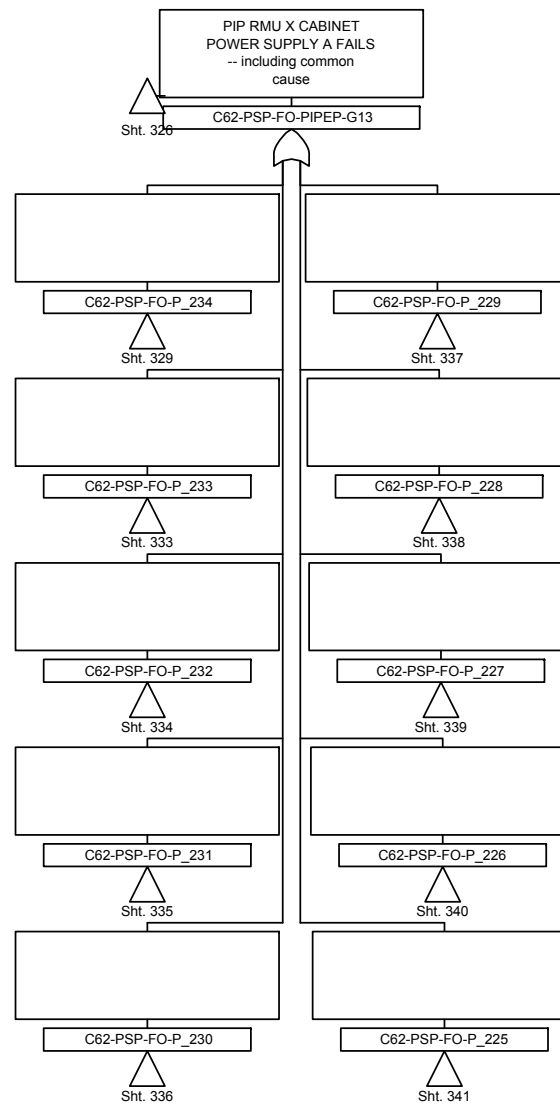 PIP RMU X CABINET
POWER SUPPLY A FAILS
-- including common
cause
C62-PSP-FO-PIPEP-G13
Sht. 326
C62-PSP-FO-P_234
Sht. 329
C62-PSP-FO-P_229
Sht. 337
C62-PSP-FO-P_233
Sht. 333
C62-PSP-FO-P_228
Sht. 338
C62-PSP-FO-P_232
Sht. 334
C62-PSP-FO-P_227
Sht. 339
C62-PSP-FO-P_231
Sht. 335
C62-PSP-FO-P_226
Sht. 340
C62-PSP-FO-P_230
Sht. 336
C62-PSP-FO-P_225
Sht. 341